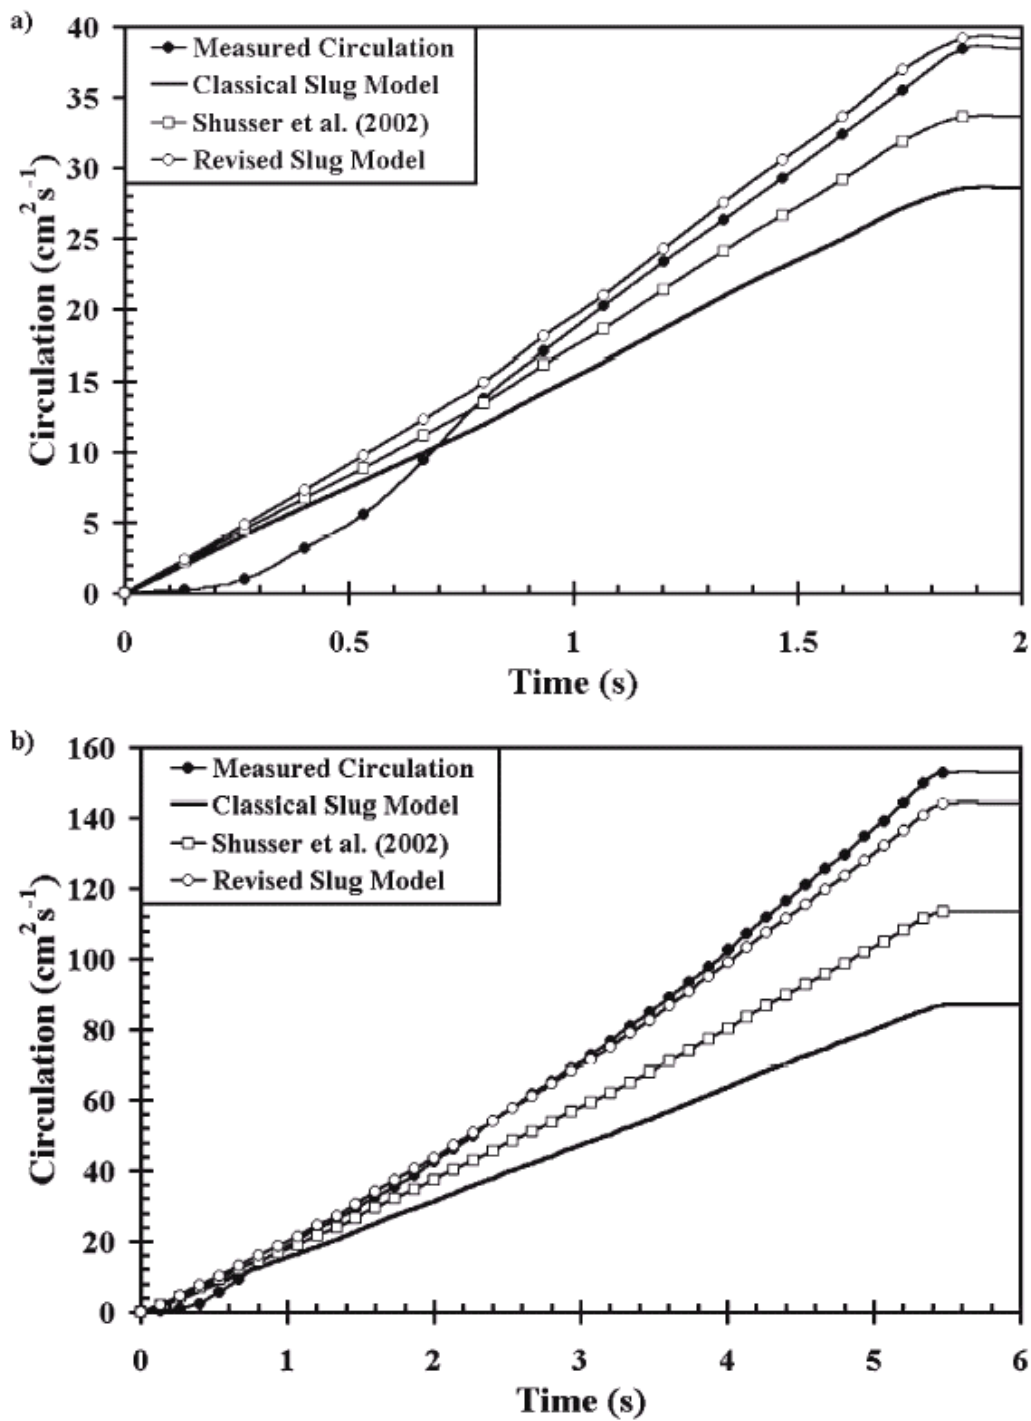 a)
Measured Circulation
Classical Slug Model
Shusser et al. (2002)
Revised Slug Model
40
35
30
25
20
15
10
5
0
Circulation (cm²s⁻¹)
0 0.5 1 1.5 2
Time (s)
b)
Measured Circulation
Classical Slug Model
Shusser et al. (2002)
Revised Slug Model
160
140
120
100
80
60
40
20
0
Circulation (cm²s⁻¹)
0 1 2 3 4 5 6
Time (s)